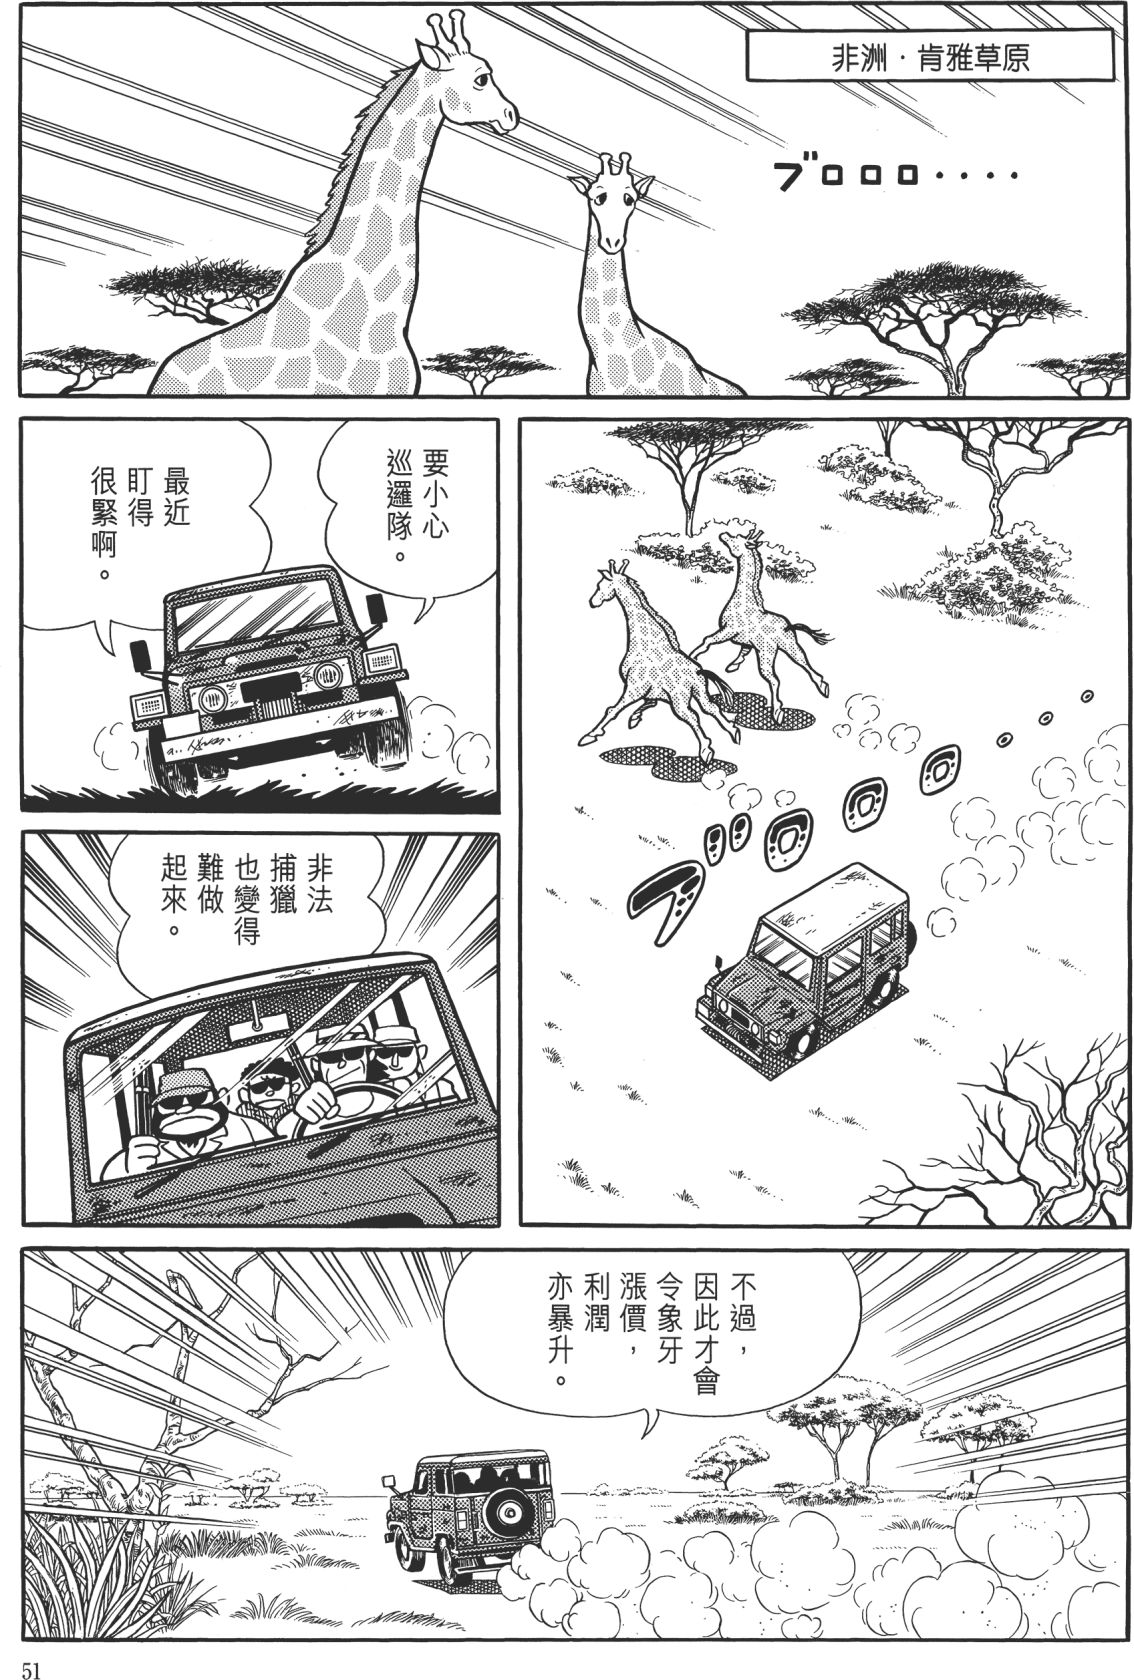 非洲·肯雅草原
ブロロロ････
ブロロロ
要小心
巡邏隊。
最近
盯得
很緊啊。
非法
捕獵
也變得
難做
起來。
不過，
因此才會
令象牙
漲價，
利潤
亦暴升。
51